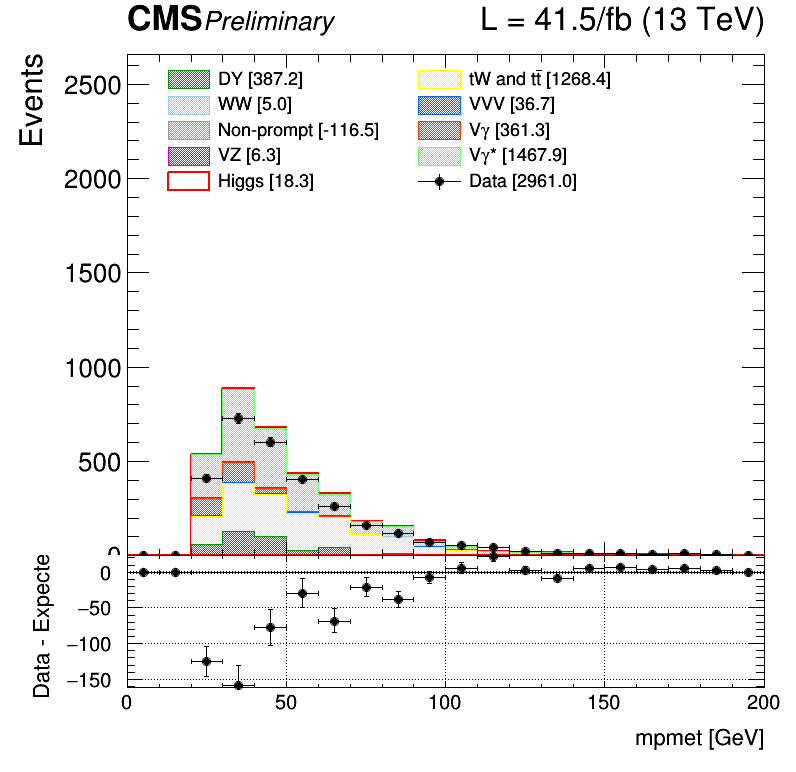 CMS Preliminary L = 41.5/fb (13 TeV)
Events
2500
2000
1500
1000
500
0
DY [387.2]
WW [5.0]
Non-prompt [-116.5]
VZ [6.3]
Higgs [18.3]
tW and tt̄ [1268.4]
VVV [36.7]
Vγ [361.3]
Vγ* [1467.9]
Data [2961.0]
Data - Expecte
0
−50
−100
−150
0 50 100 150 200
mpmet [GeV]